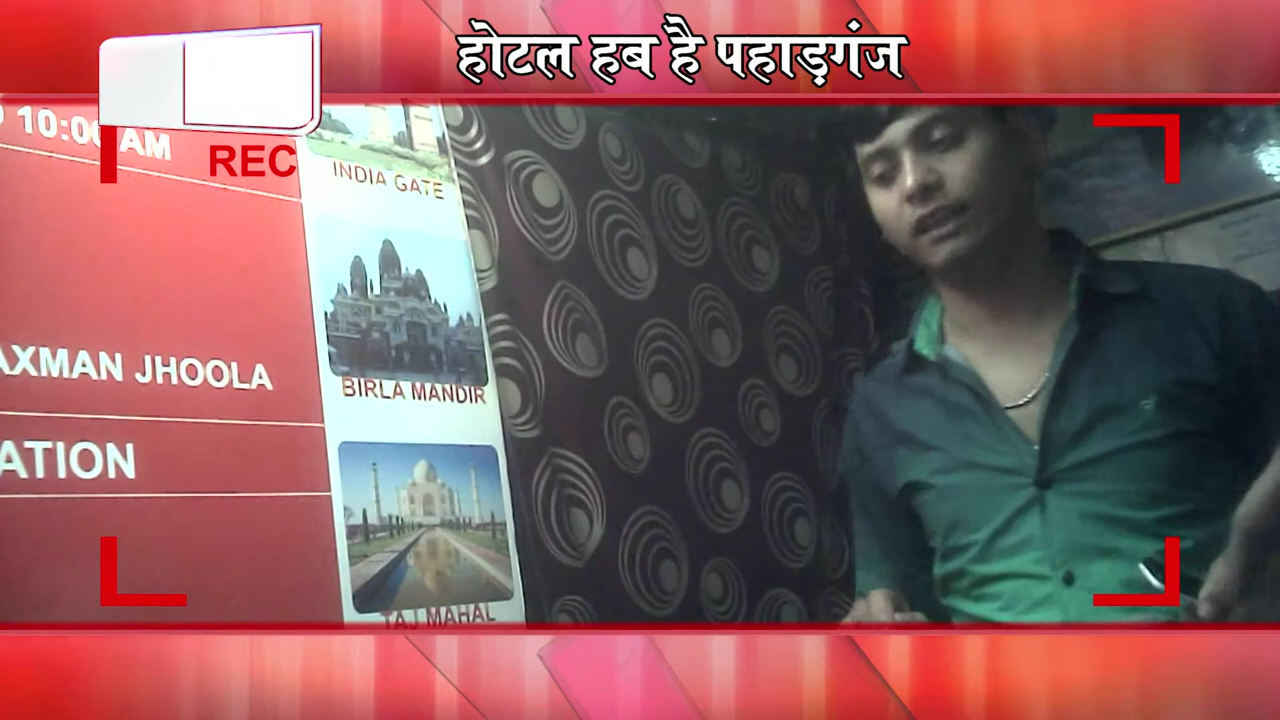 होटल हब है पहाड़गंज
10:00 AM
REC
INDIA GATE
AXMAN JHOOLA
BIRLA MANDIR
ATION
TAJ MAHAL